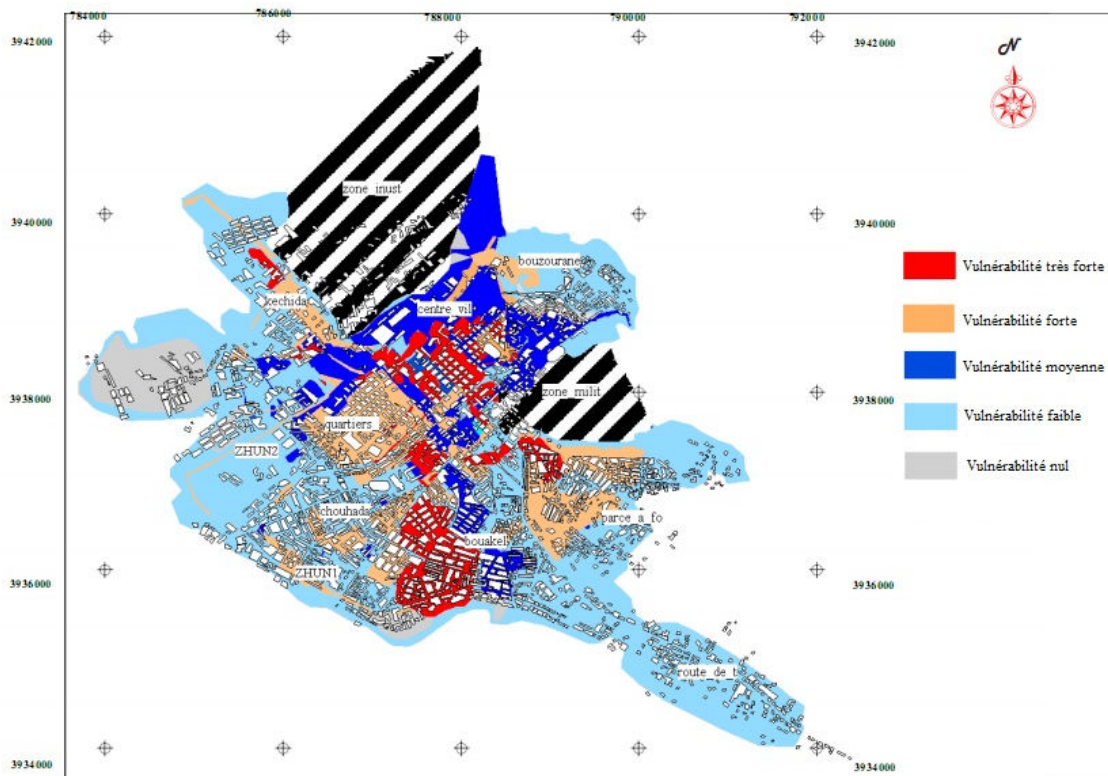 784000
786000
788000
790000
792000
3942000
3942000
N
zone_inust
3940000
3940000
bouzourane
Vulnérabilité très forte
kechida
centre_vil
Vulnérabilité forte
Vulnérabilité moyenne
3938000
zone_milit
3938000
Vulnérabilité faible
quartiers_
ZHUN2
Vulnérabilité nul
chouhada
parce_a_fo
bouakel
3936000
ZHUN1
3936000
route_de_t
3934000
3934000